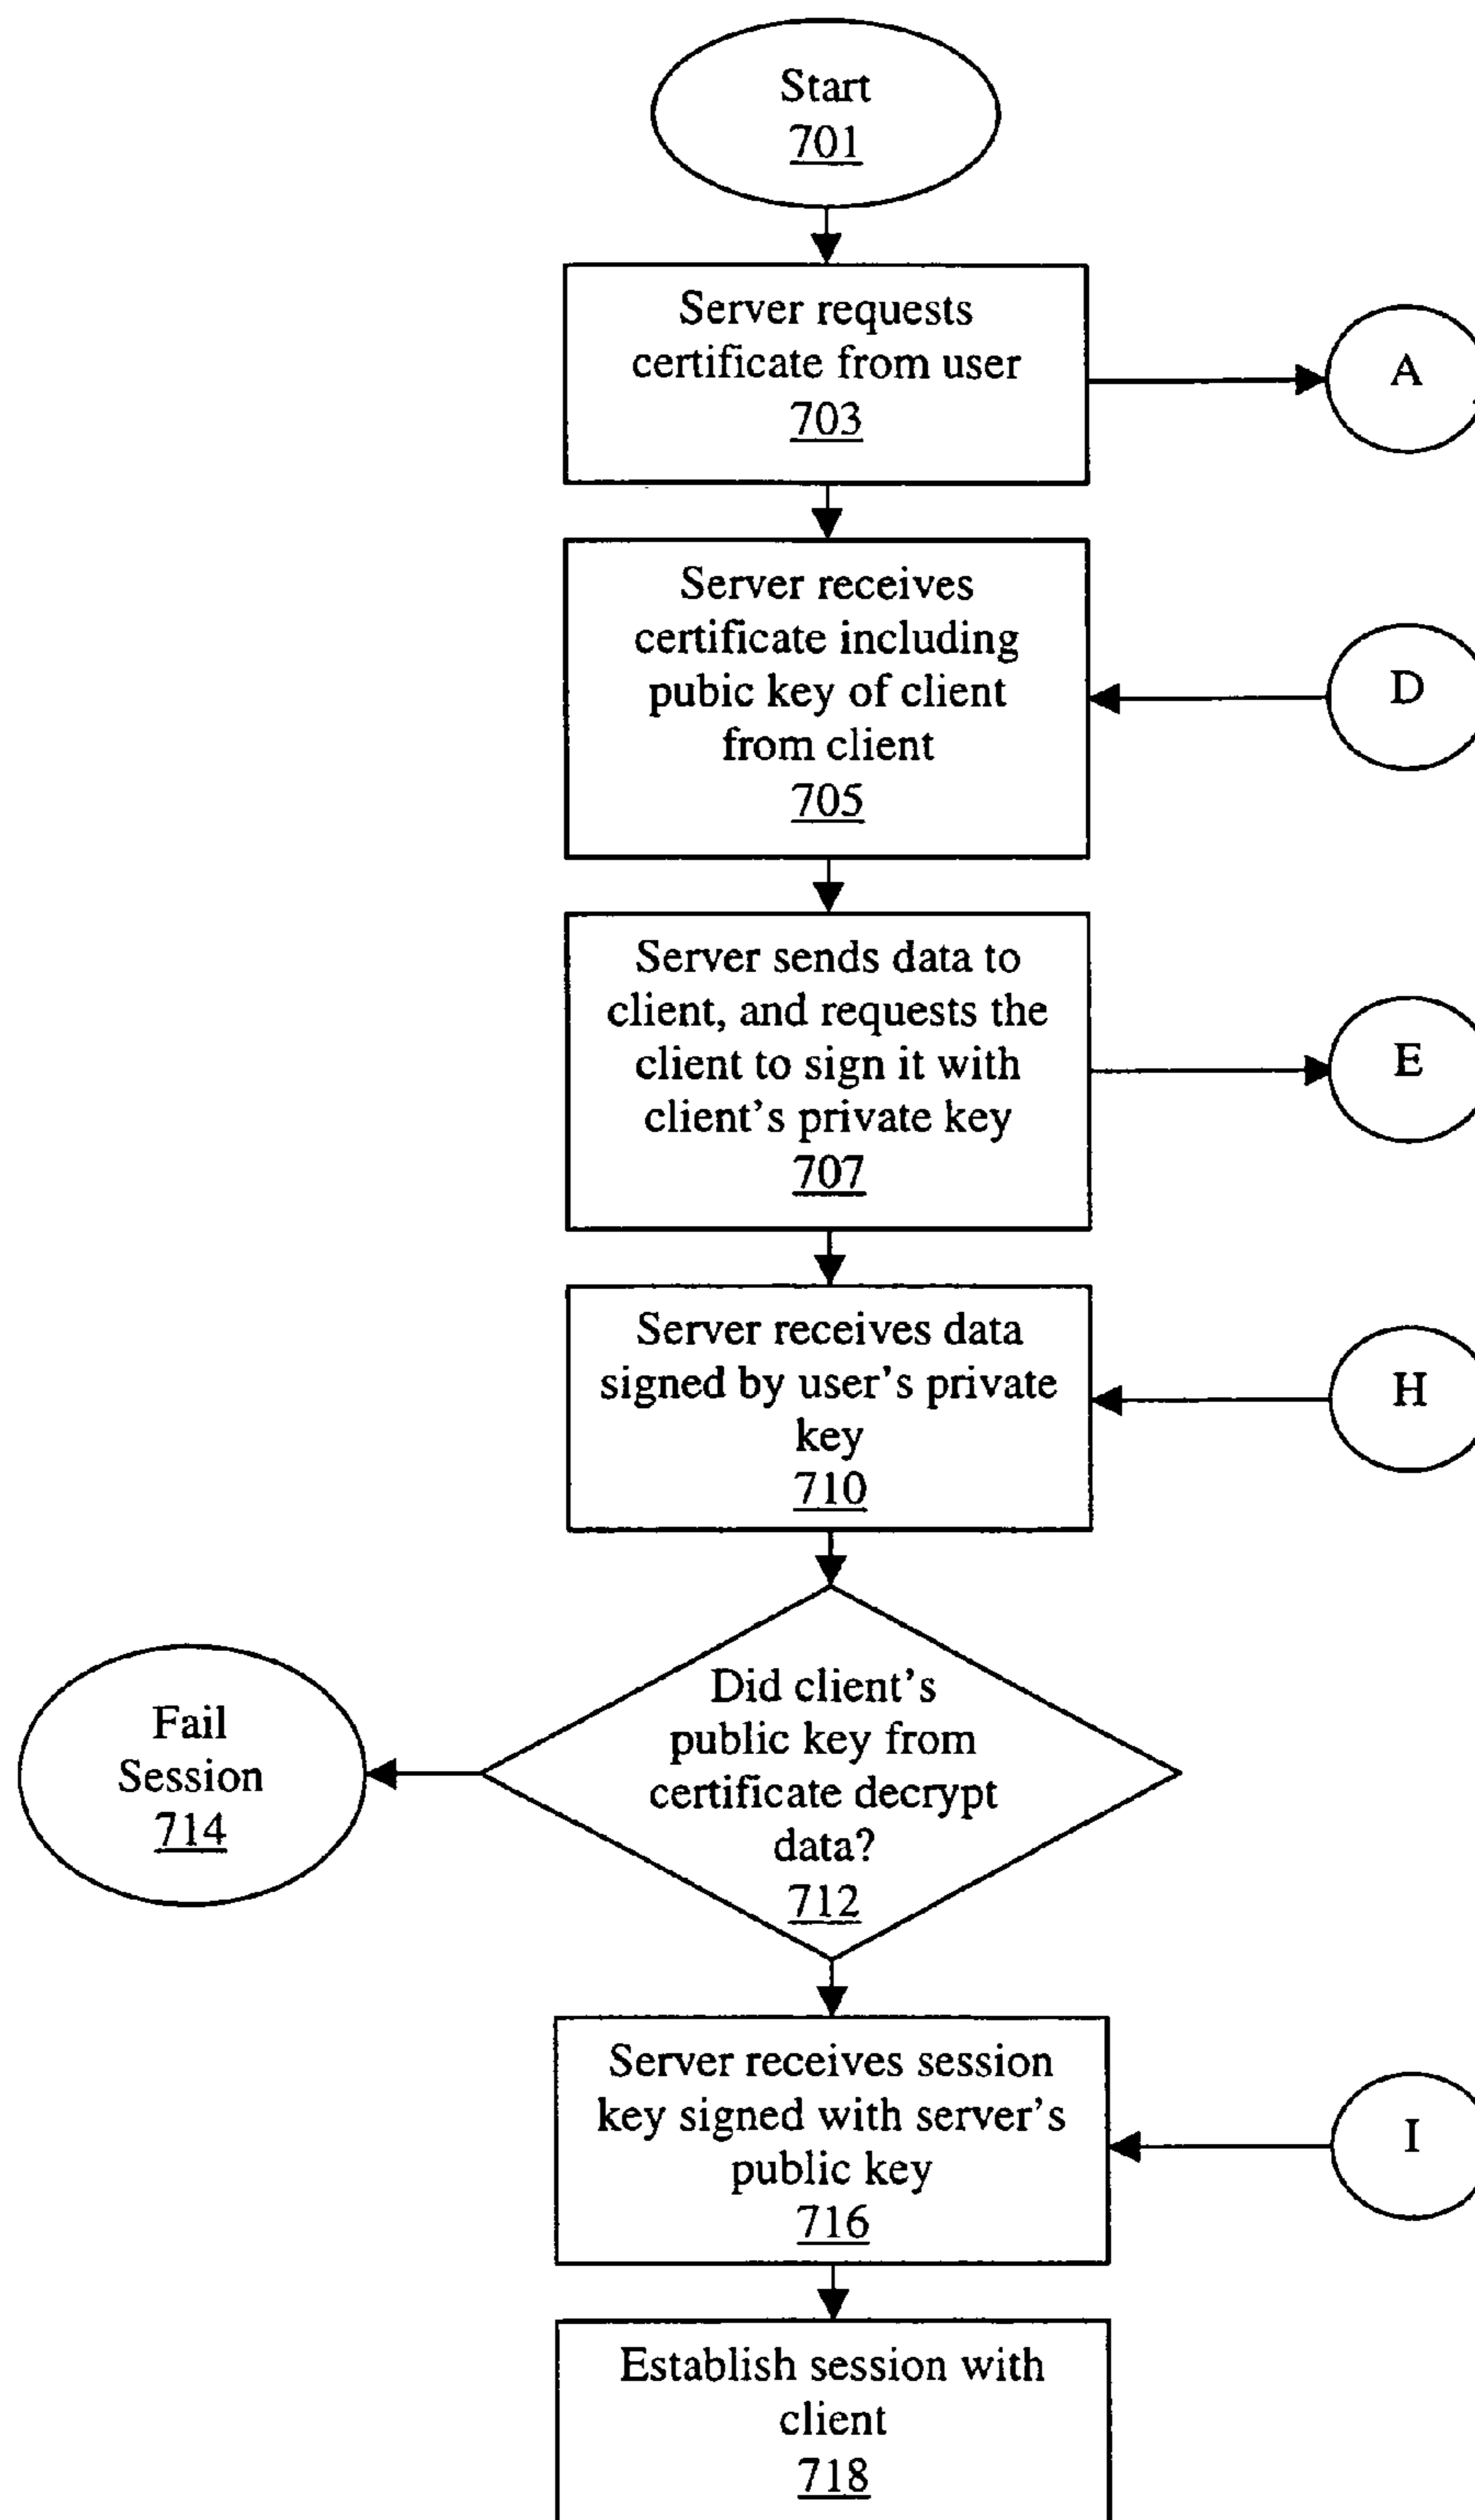 Start
701
Server requests
certificate from user
703
A
Server receives
certificate including
pubic key of client
from client
705
D
Server sends data to
client, and requests the
client to sign it with
client's private key
707
E
Server receives data
signed by user's private
key
710
H
Did client's
public key from
certificate decrypt
data?
712
Fail
Session
714
Server receives session
key signed with server's
public key
716
I
Establish session with
client
718